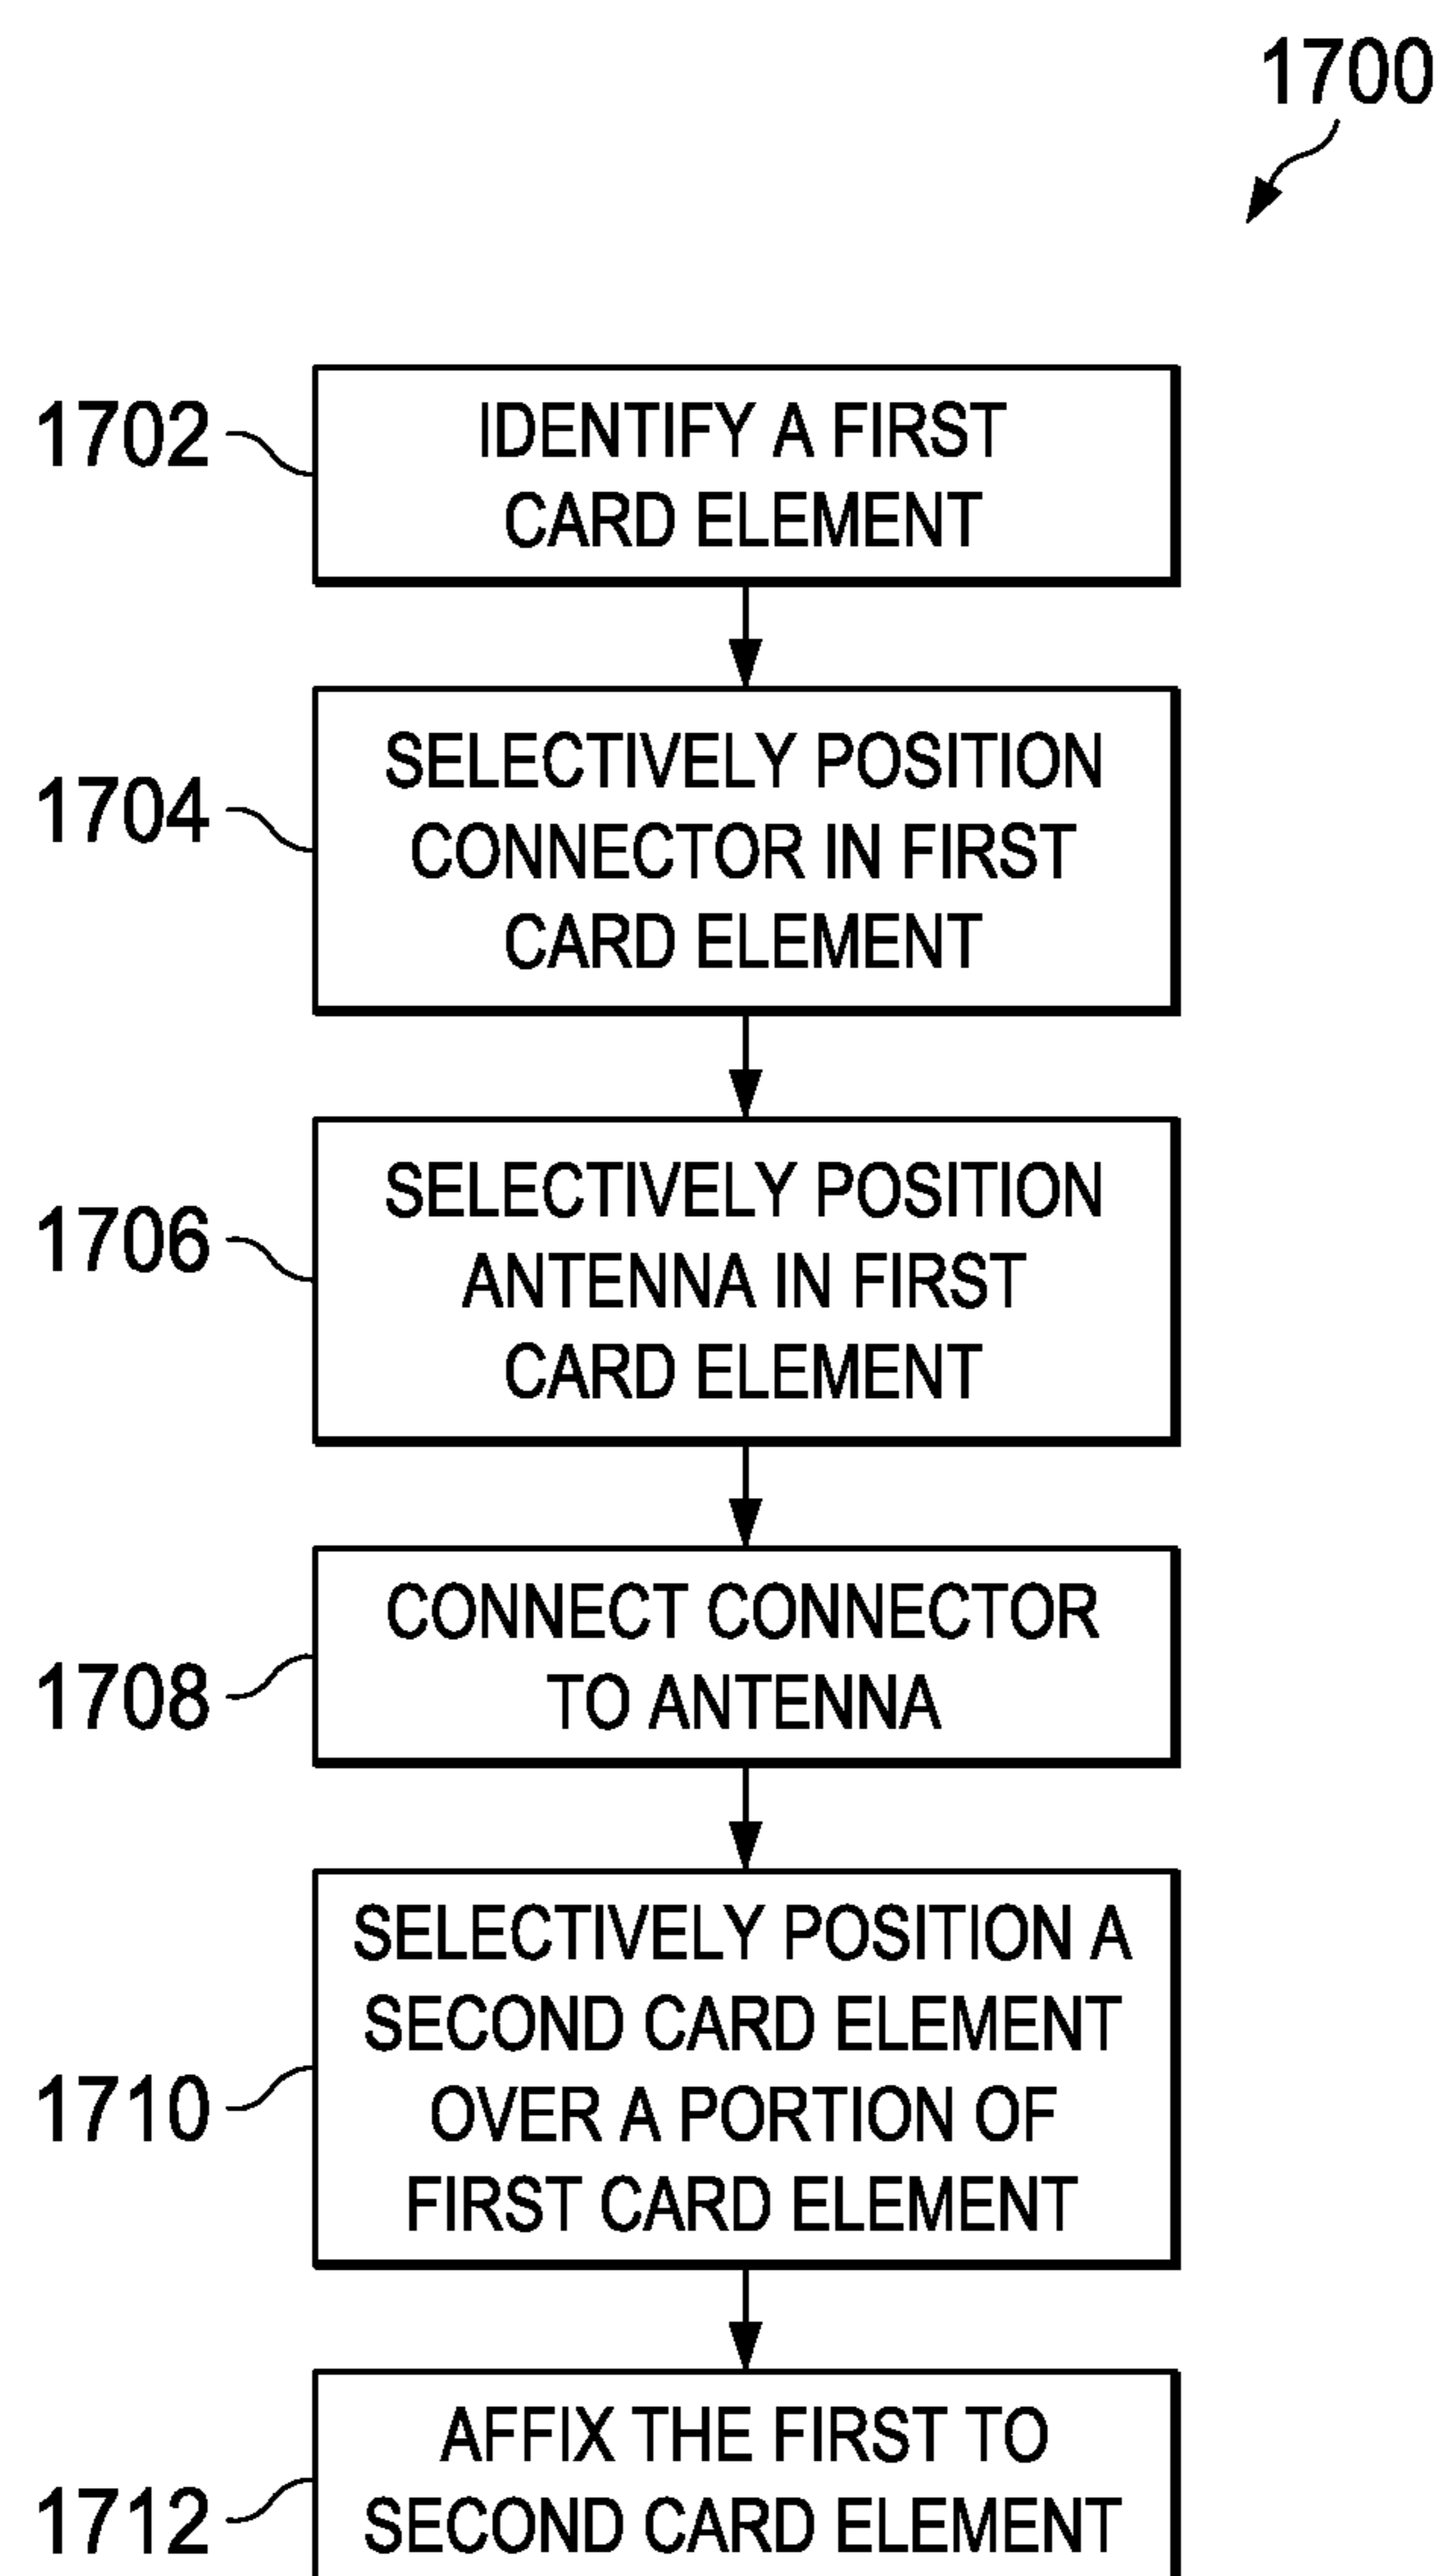 1700
1702
IDENTIFY A FIRST
CARD ELEMENT
1704
SELECTIVELY POSITION
CONNECTOR IN FIRST
CARD ELEMENT
1706
SELECTIVELY POSITION
ANTENNA IN FIRST
CARD ELEMENT
1708
CONNECT CONNECTOR
TO ANTENNA
1710
SELECTIVELY POSITION A
SECOND CARD ELEMENT
OVER A PORTION OF
FIRST CARD ELEMENT
1712
AFFIX THE FIRST TO
SECOND CARD ELEMENT